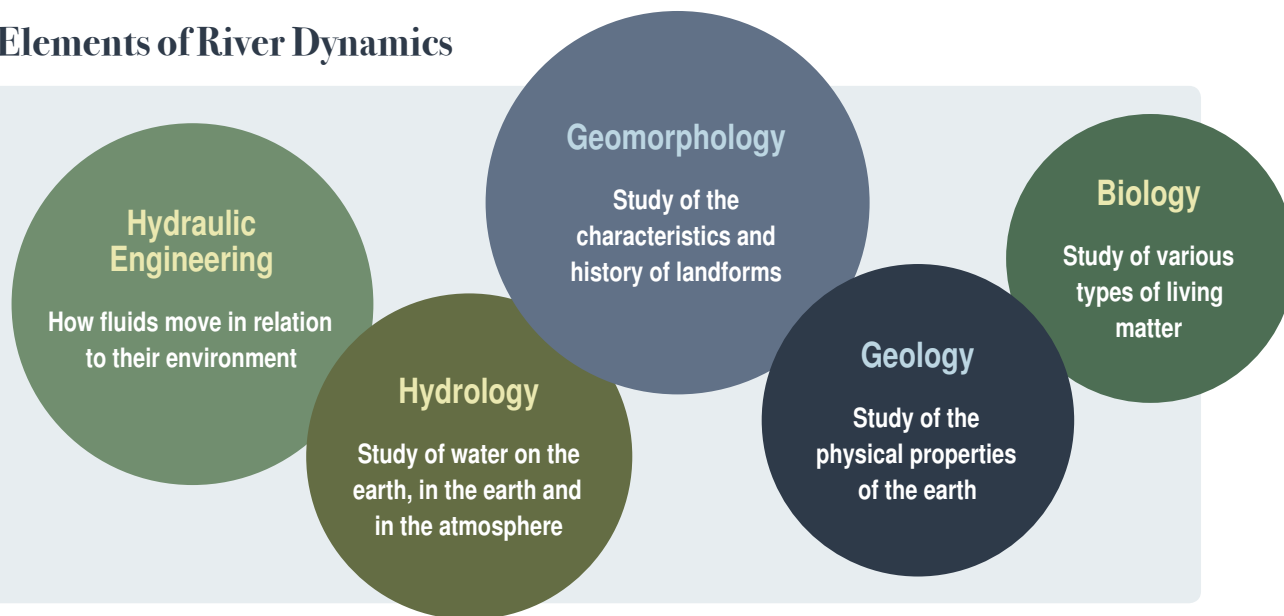 Elements of River Dynamics
Hydraulic
Engineering
How fluids move in relation
to their environment
Hydrology
Study of water on the
earth, in the earth and
in the atmosphere
Geomorphology
Study of the
characteristics and
history of landforms
Geology
Study of the
physical properties
of the earth
Biology
Study of various
types of living
matter